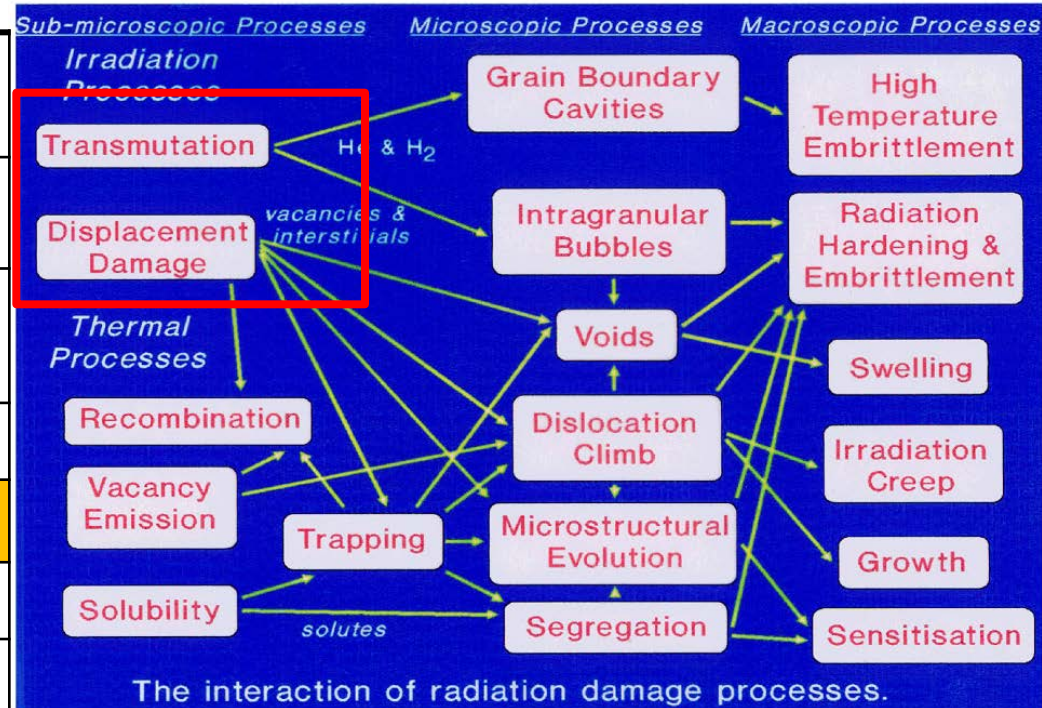 Sub-microscopic Processes
Microscopic Processes
Macroscopic Processes
Irradiation
Processes
Transmutation
He & H2
Displacement
Damage
vacancies &
interstitials
Thermal
Processes
Recombination
Vacancy
Emission
Trapping
Solubility
solutes
Grain Boundary
Cavities
Intragranular
Bubbles
Voids
Dislocation
Climb
Microstructural
Evolution
Segregation
High
Temperature
Embrittlement
Radiation
Hardening &
Embrittlement
Swelling
Irradiation
Creep
Growth
Sensitisation
The interaction of radiation damage processes.